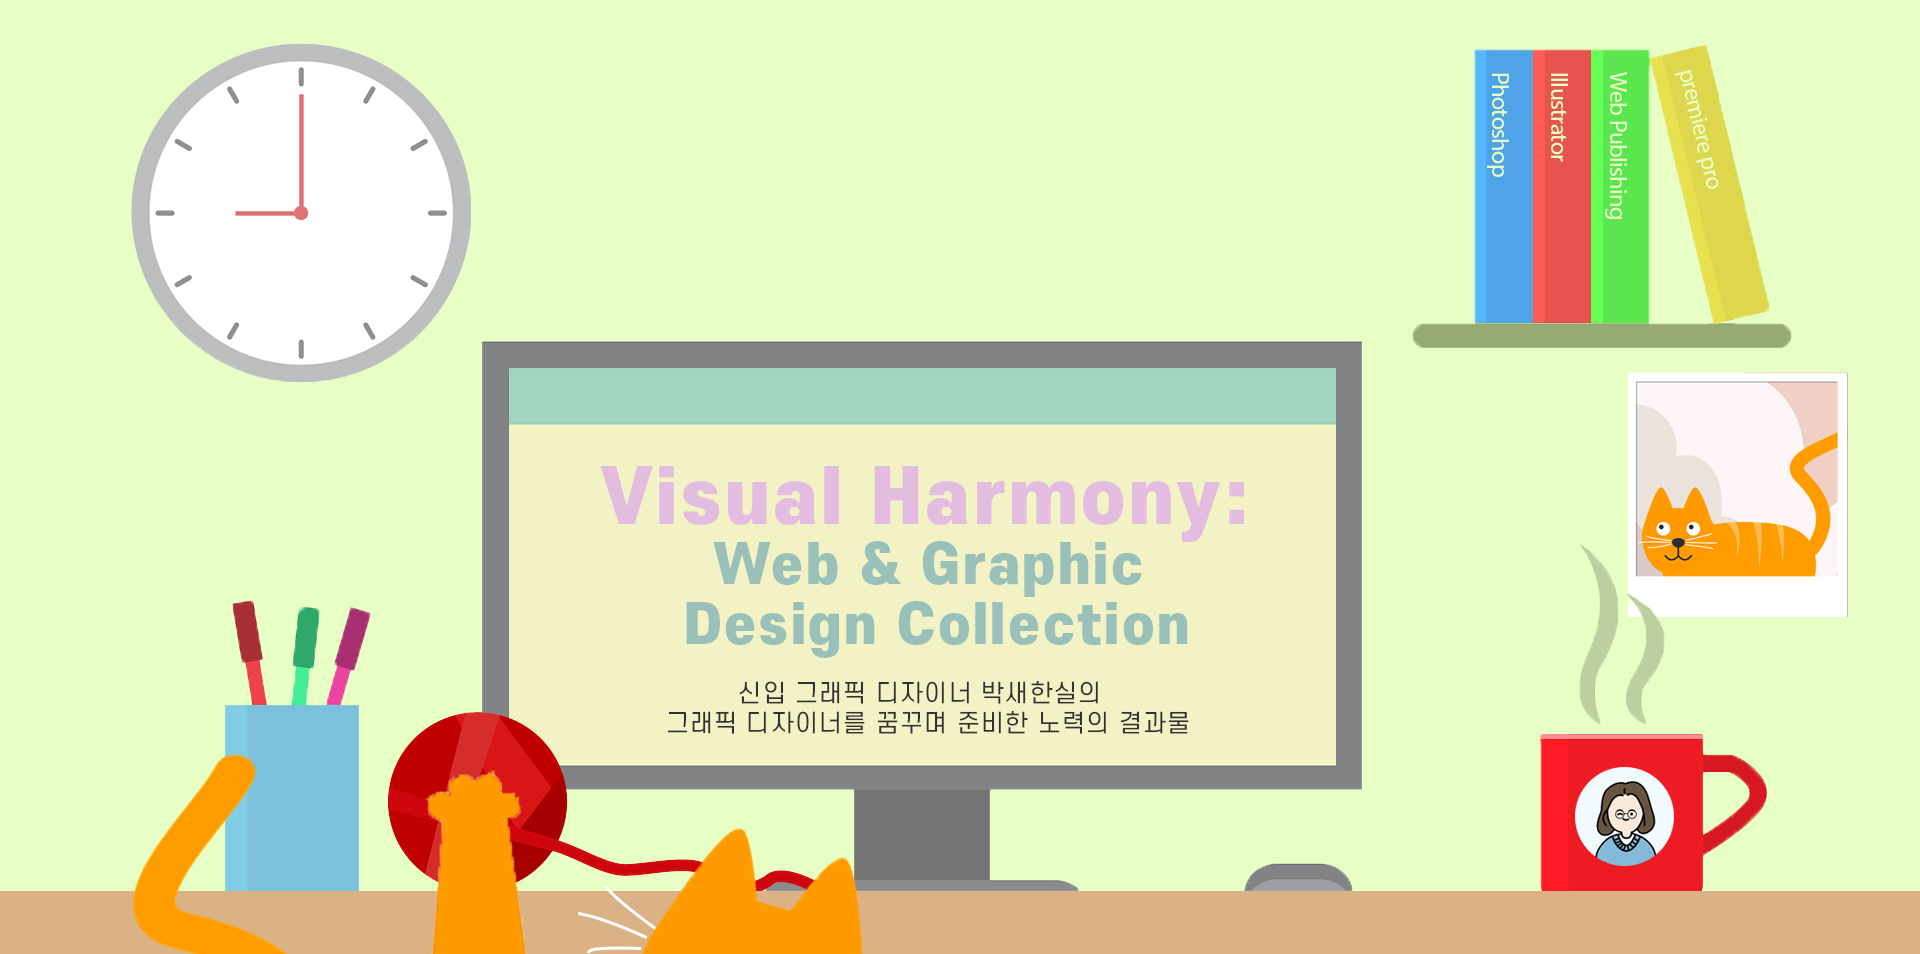 Photoshop
Illustrator
Web Publishing
premiere pro
Visual Harmony:
Web & Graphic
Design Collection
신입 그래픽 디자이너 박새한실의
그래픽 디자이너를 꿈꾸며 준비한 노력의 결과물